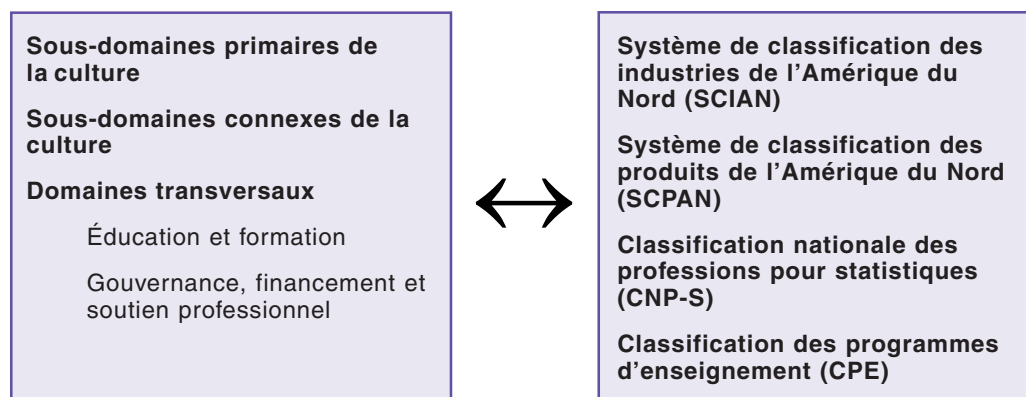 Sous-domaines primaires de
la culture
Sous-domaines connexes de la
culture
Domaines transversaux
Éducation et formation
Gouvernance, financement et
soutien professionnel
Système de classification des
industries de l’Amérique du
Nord (SCIAN)
Système de classification des
produits de l’Amérique du Nord
(SCPAN)
Classification nationale des
professions pour statistiques
(CNP-S)
Classification des programmes
d’enseignement (CPE)